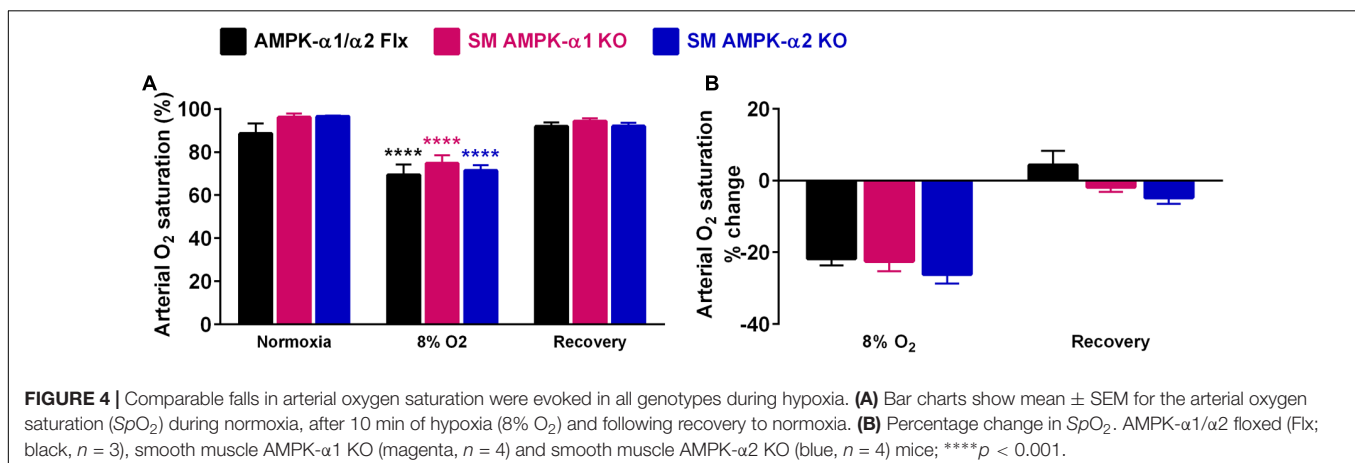 AMPK-α1/α2 Flx SM AMPK-α1 KO SM AMPK-α2 KO
A
Arterial O₂ saturation (%)
100
80
60
40
20
0
**** **** ****
Normoxia 8% O2 Recovery
B
Arterial O₂ saturation
% change
20
0
-20
-40
8% O₂ Recovery
FIGURE 4 | Comparable falls in arterial oxygen saturation were evoked in all genotypes during hypoxia. (A) Bar charts show mean ± SEM for the arterial oxygen
saturation (SpO₂) during normoxia, after 10 min of hypoxia (8% O₂) and following recovery to normoxia. (B) Percentage change in SpO₂. AMPK-α1/α2 floxed (Flx;
black, n = 3), smooth muscle AMPK-α1 KO (magenta, n = 4) and smooth muscle AMPK-α2 KO (blue, n = 4) mice; ****p < 0.001.